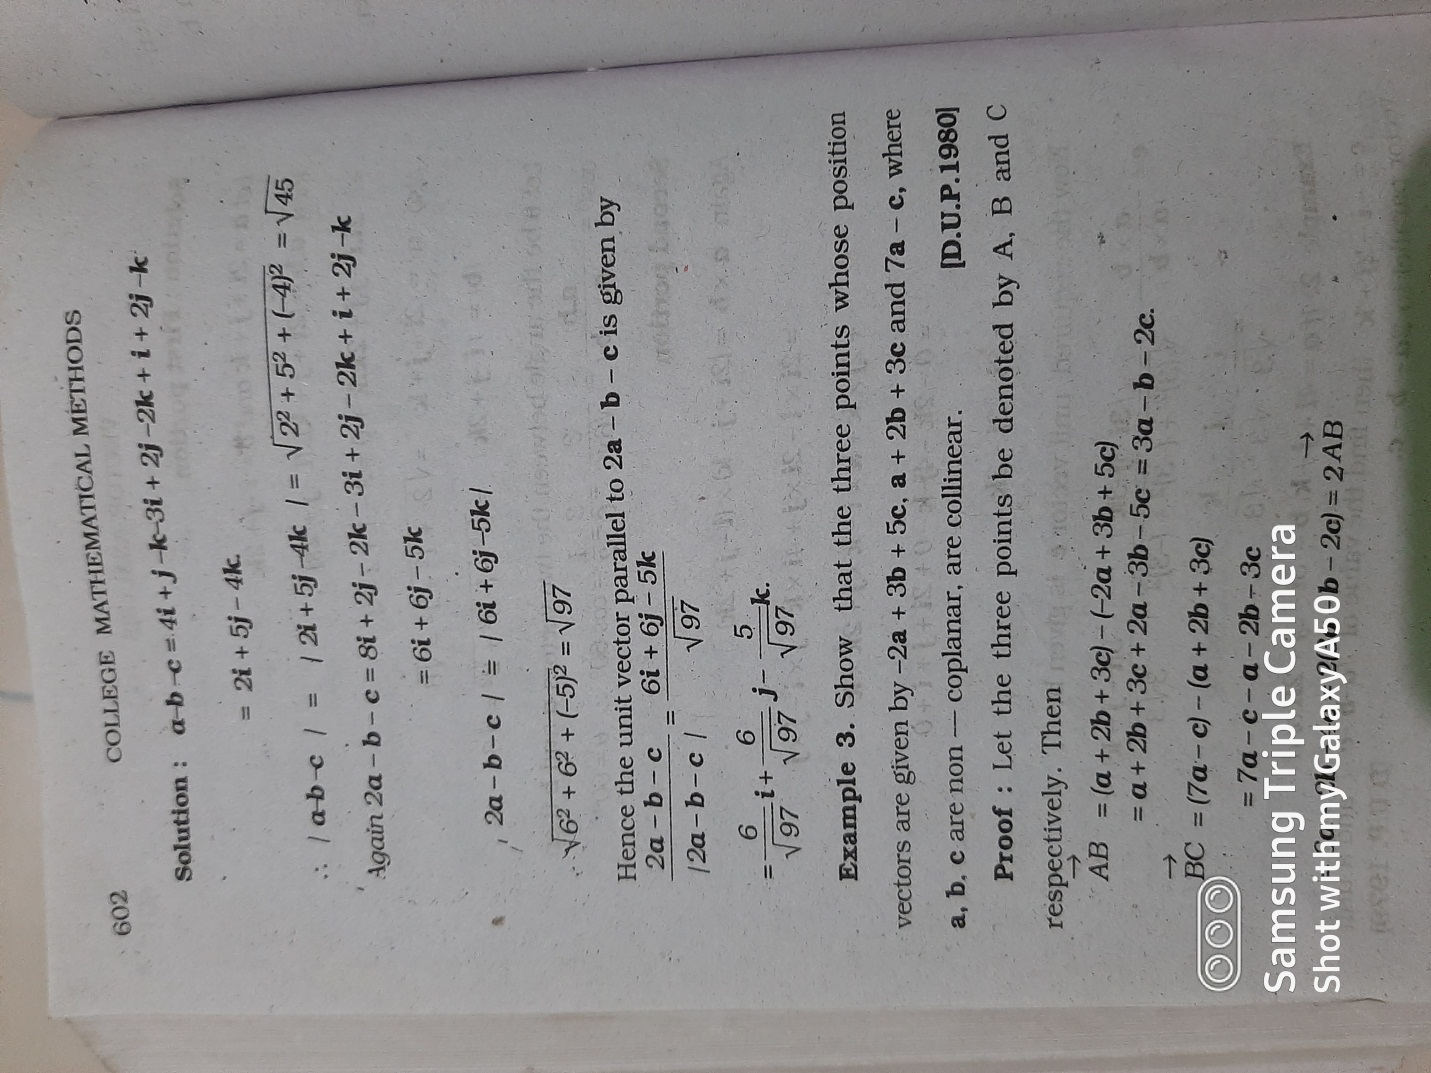 602 COLLEGE MATHEMATICAL METHODS
Solution : a-b-c = 4i + j -k-3i + 2j -2k + i + 2j -k
= 2i + 5j - 4k.
∴ / a-b-c / = / 2i + 5j-4k / = √2² + 5² + (-4)² = √45
Again 2a - b - c = 8i + 2j - 2k - 3i + 2j - 2k + i + 2j -k
= 6i + 6j - 5k
/ 2a - b - c / = / 6i + 6j -5k /
∴ √6² + 6² + (-5)² = √97
Hence the unit vector parallel to 2a - b - c is given by
2a - b - c / |2a - b - c| = 6i + 6j - 5k / √97
= 6/√97 i + 6/√97 j - 5/√97 k.
Example 3. Show that the three points whose position
vectors are given by -2a + 3b + 5c, a + 2b + 3c and 7a - c, where
a, b, c are non — coplanar, are collinear. [D.U.P.1980]
Proof : Let the three points be denoted by A, B and C
respectively. Then
→AB = (a + 2b + 3c) - (-2a + 3b + 5c)
= a + 2b + 3c + 2a - 3b - 5c = 3a - b - 2c.
→BC = (7a - c) - (a + 2b + 3c)
= 7a - c - a - 2b - 3c
b - 2c) = 2 →AB
Samsung Triple Camera
Shot with my Galaxy A50